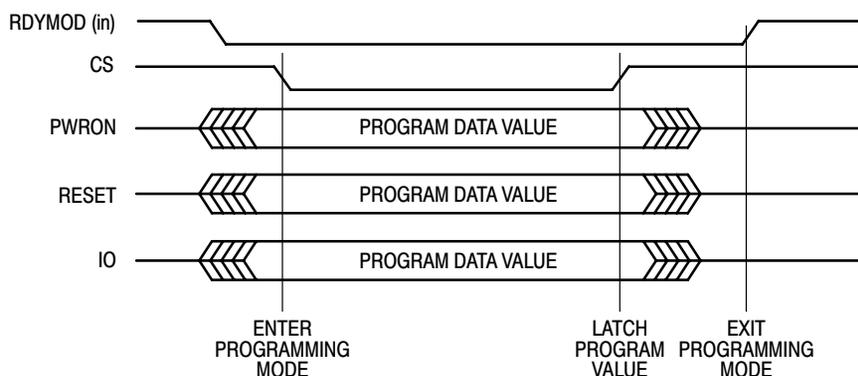 RDYMOD (in)
CS
PWRON
PROGRAM DATA VALUE
RESET
PROGRAM DATA VALUE
IO
PROGRAM DATA VALUE
ENTER
PROGRAMMING
MODE
LATCH
PROGRAM
VALUE
EXIT
PROGRAMMING
MODE